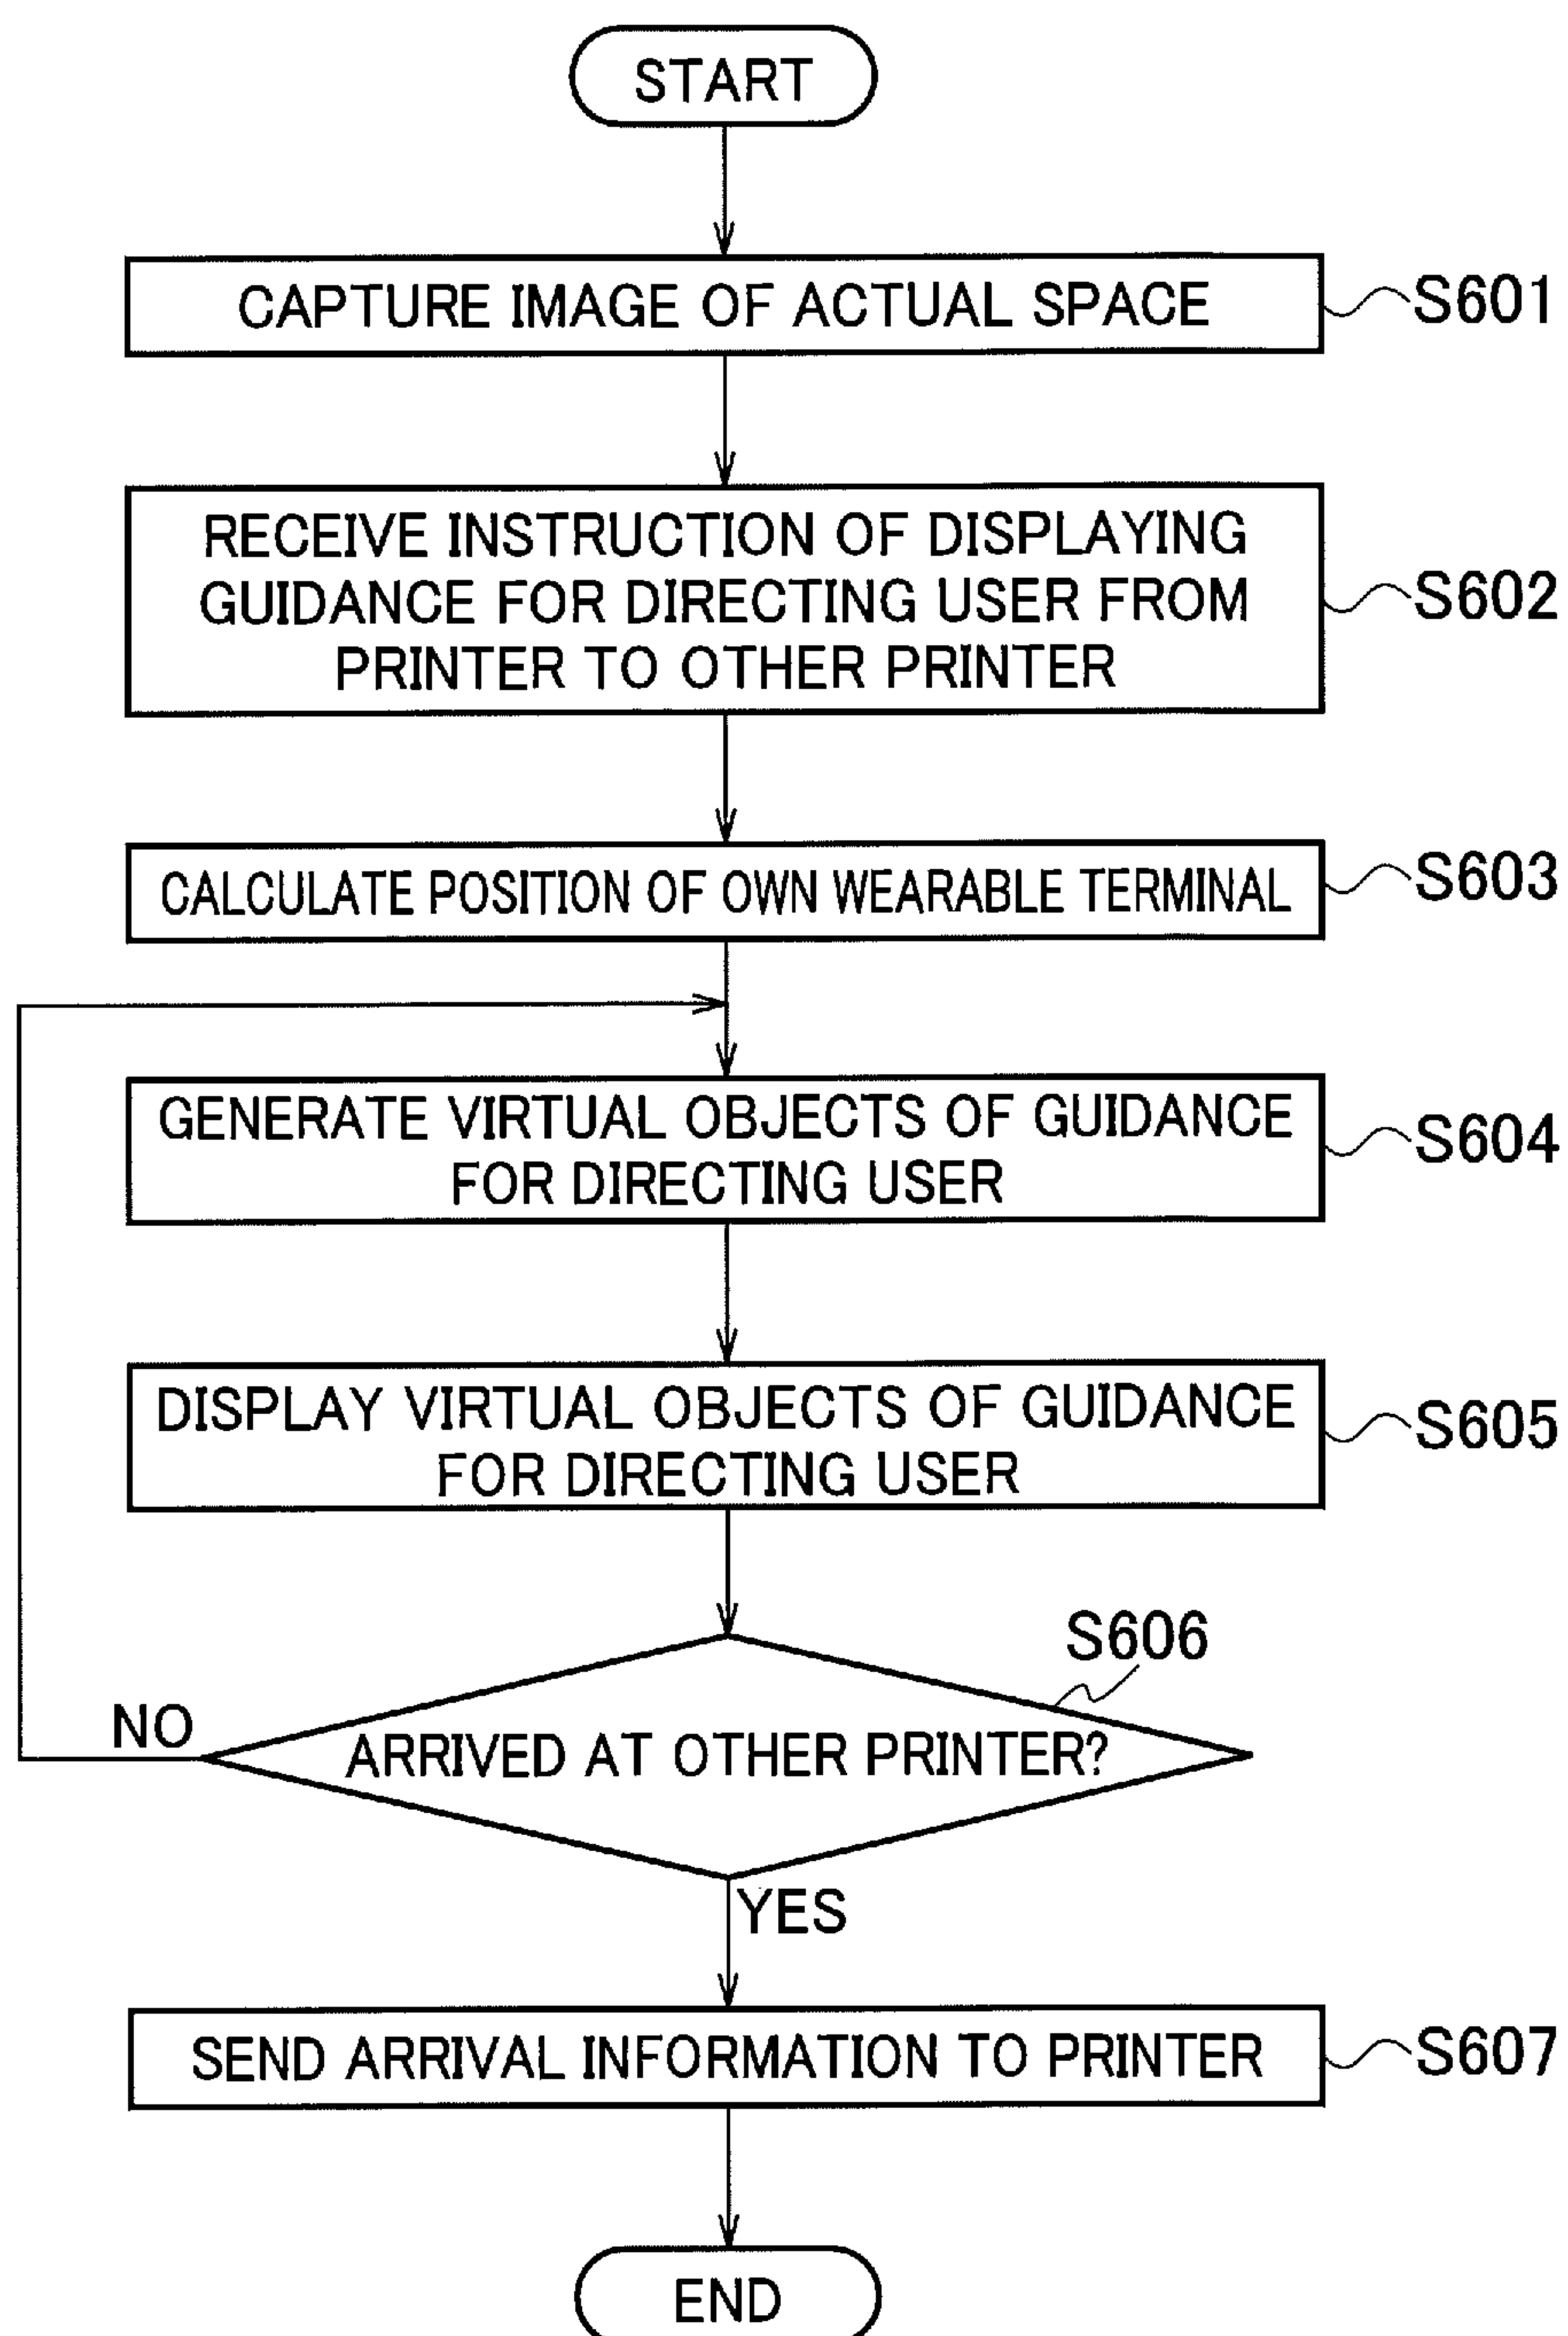 START
CAPTURE IMAGE OF ACTUAL SPACE
S601
RECEIVE INSTRUCTION OF DISPLAYING
GUIDANCE FOR DIRECTING USER FROM
PRINTER TO OTHER PRINTER
S602
CALCULATE POSITION OF OWN WEARABLE TERMINAL
S603
GENERATE VIRTUAL OBJECTS OF GUIDANCE
FOR DIRECTING USER
S604
DISPLAY VIRTUAL OBJECTS OF GUIDANCE
FOR DIRECTING USER
S605
S606
NO
ARRIVED AT OTHER PRINTER?
YES
SEND ARRIVAL INFORMATION TO PRINTER
S607
END